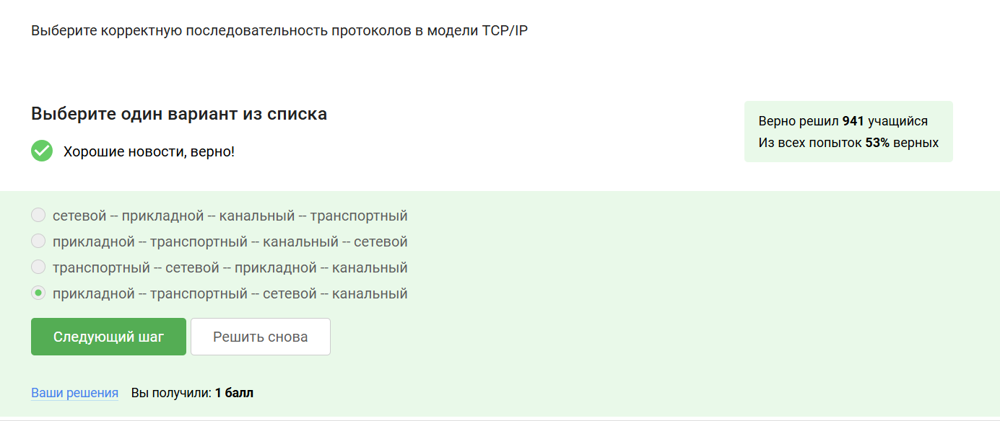 Выберите корректную последовательность протоколов в модели TCP/IP
Выберите один вариант из списка
Хорошие новости, верно!
Верно решил 941 учащийся
Из всех попыток 53% верных
сетевой -- прикладной -- канальный -- транспортный
прикладной -- транспортный -- канальный -- сетевой
транспортный -- сетевой -- прикладной -- канальный
прикладной -- транспортный -- сетевой -- канальный
Следующий шаг Решить снова
Ваши решения Вы получили: 1 балл